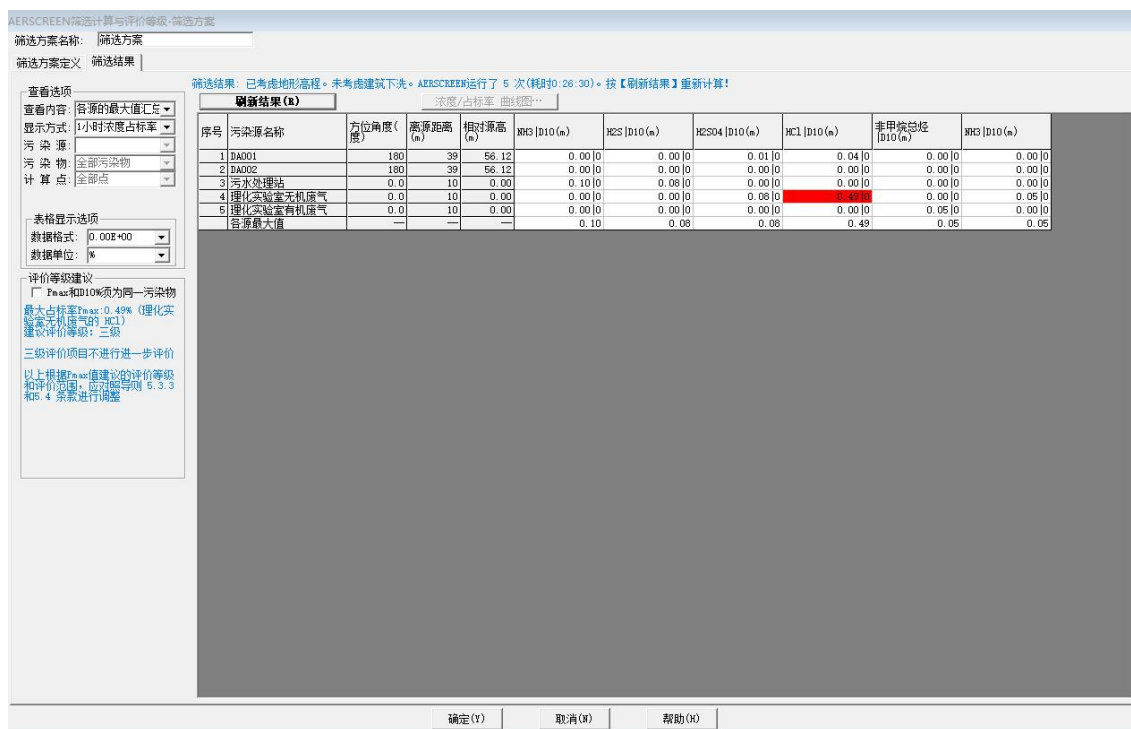 AERSCREEN筛选计算与评价等级-筛选方案
筛选方案名称: 筛选方案
筛选方案定义 筛选结果
筛选结果: 已考虑地形高程。未考虑建筑下洗。AERSCREEN运行了 5 次(耗时0:26:30)。按【刷新结果】重新计算!
查看选项
查看内容: 各源的最大值汇总
显示方式: 1小时浓度占标率
污 染 源:
污 染 物: 全部污染物
计 算 点: 全部点
表格显示选项
数据格式: 0.00E+00
数据单位: %
评价等级建议
Pmax和D10%须为同一污染物
最大占标率Pmax:0.49% (理化实
验室无机废气的 HCl)
建议评价等级: 三级
三级评价项目不进行进一步评价
以上根据Pmax值建议的评价等级
和评价范围,应对照导则 5.3.3
和5.4 条款进行调整
刷新结果(R) 浓度/占标率 曲线图…
序号 污染源名称 方位角度(度) 离源距离(m) 相对源高(m) NH3|D10(m) H2S|D10(m) H2SO4|D10(m) HCl|D10(m) 非甲烷总烃|D10(m) NH3|D10(m)
1 DA001 180 39 56.12 0.00|0 0.00|0 0.01|0 0.04|0 0.00|0 0.00|0
2 DA002 180 39 56.12 0.00|0 0.00|0 0.00|0 0.00|0 0.00|0 0.00|0
3 污水处理站 0.0 10 0.00 0.10|0 0.08|0 0.00|0 0.00|0 0.00|0 0.00|0
4 理化实验室无机废气 0.0 10 0.00 0.00|0 0.00|0 0.08|0 0.49|0 0.00|0 0.05|0
5 理化实验室有机废气 0.0 10 0.00 0.00|0 0.00|0 0.00|0 0.00|0 0.05|0 0.00|0
各源最大值 — — — 0.10 0.08 0.08 0.49 0.05 0.05
确定(Y) 取消(N) 帮助(H)